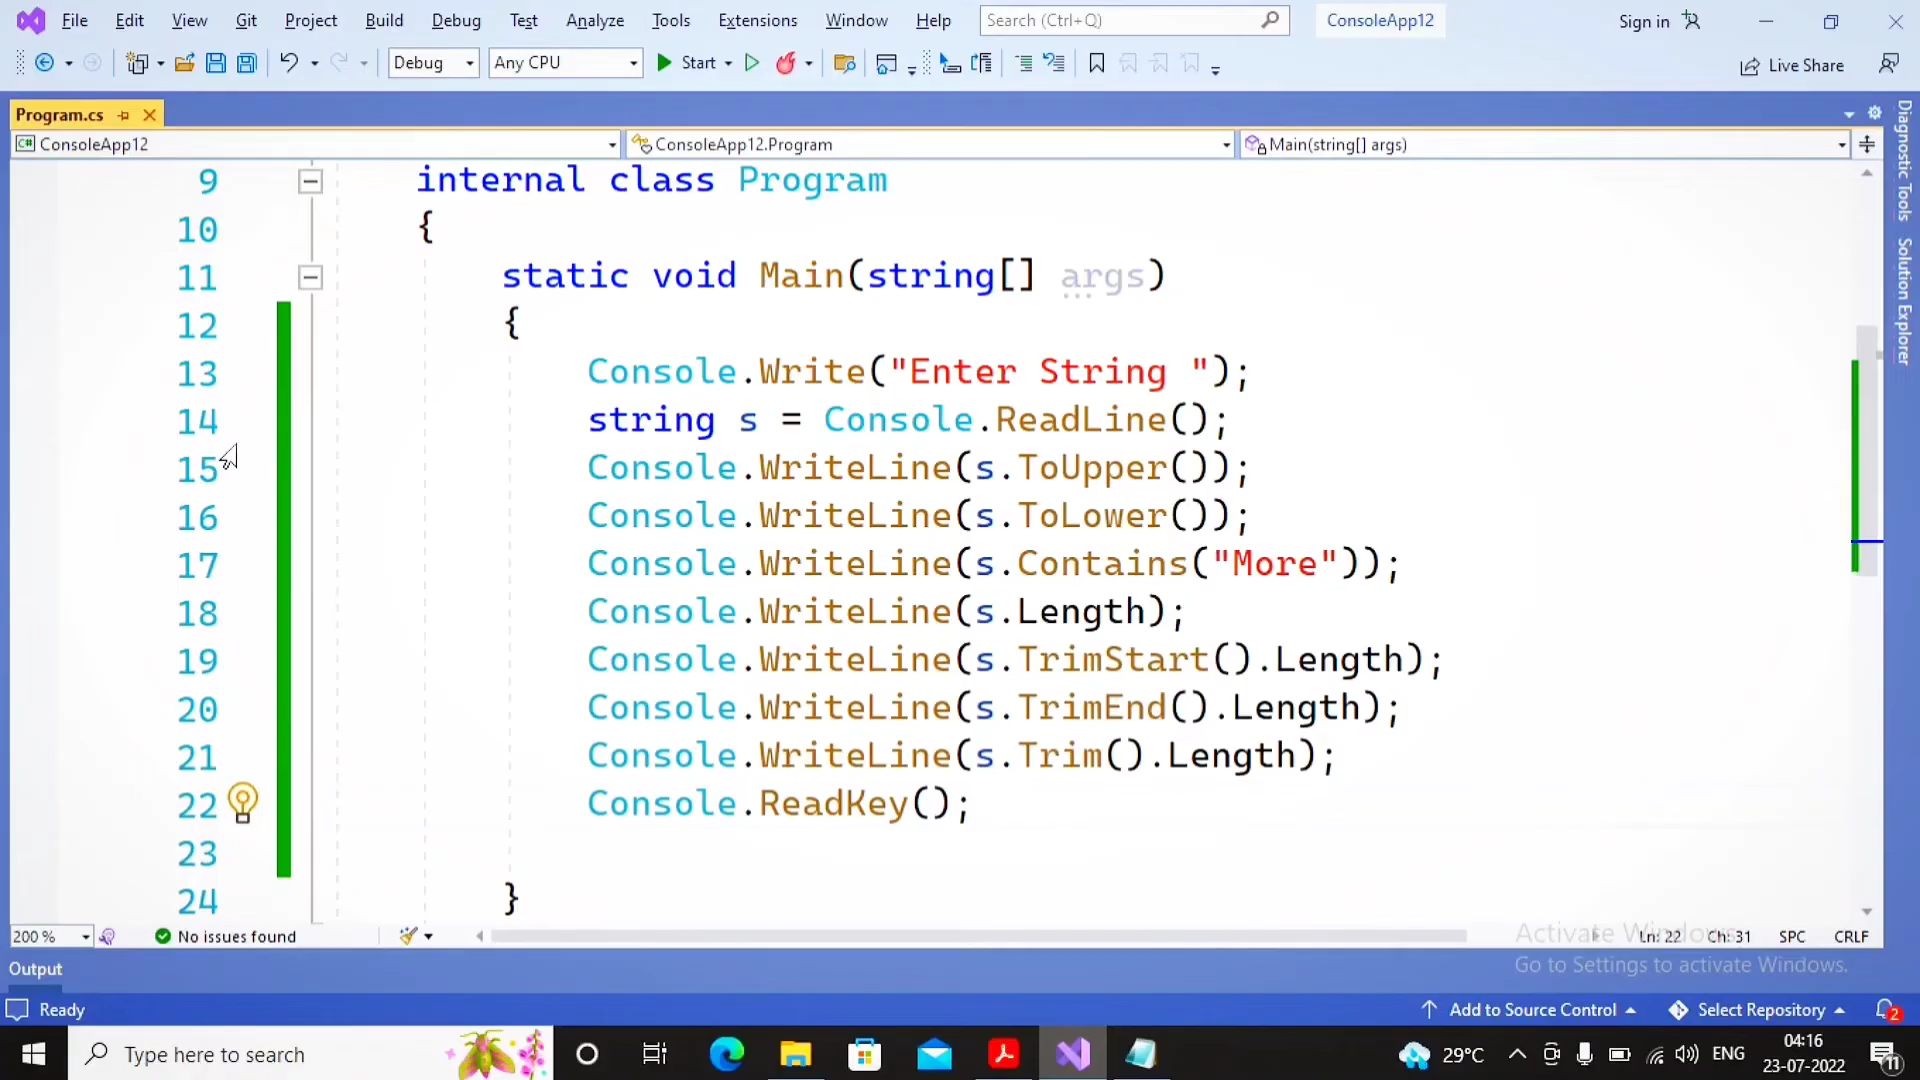 File Edit View Git Project Build Debug Test Analyze Tools Extensions Window Help Search (Ctrl+Q) ConsoleApp12 Sign in
Debug Any CPU Start Live Share
Program.cs
C# ConsoleApp12 ConsoleApp12.Program Main(string[] args)
9 internal class Program
10 {
11 static void Main(string[] args)
12 {
13 Console.Write("Enter String ");
14 string s = Console.ReadLine();
15 Console.WriteLine(s.ToUpper());
16 Console.WriteLine(s.ToLower());
17 Console.WriteLine(s.Contains("More"));
18 Console.WriteLine(s.Length);
19 Console.WriteLine(s.TrimStart().Length);
20 Console.WriteLine(s.TrimEnd().Length);
21 Console.WriteLine(s.Trim().Length);
22 Console.ReadKey();
23
24 }
Diagnostic Tools
Solution Explorer
200 % No issues found Ln: 22 Ch: 31 SPC CRLF
Activate Windows
Go to Settings to activate Windows.
Output
Ready Add to Source Control Select Repository 2
Type here to search 29°C ENG 04:16
23-07-2022 11